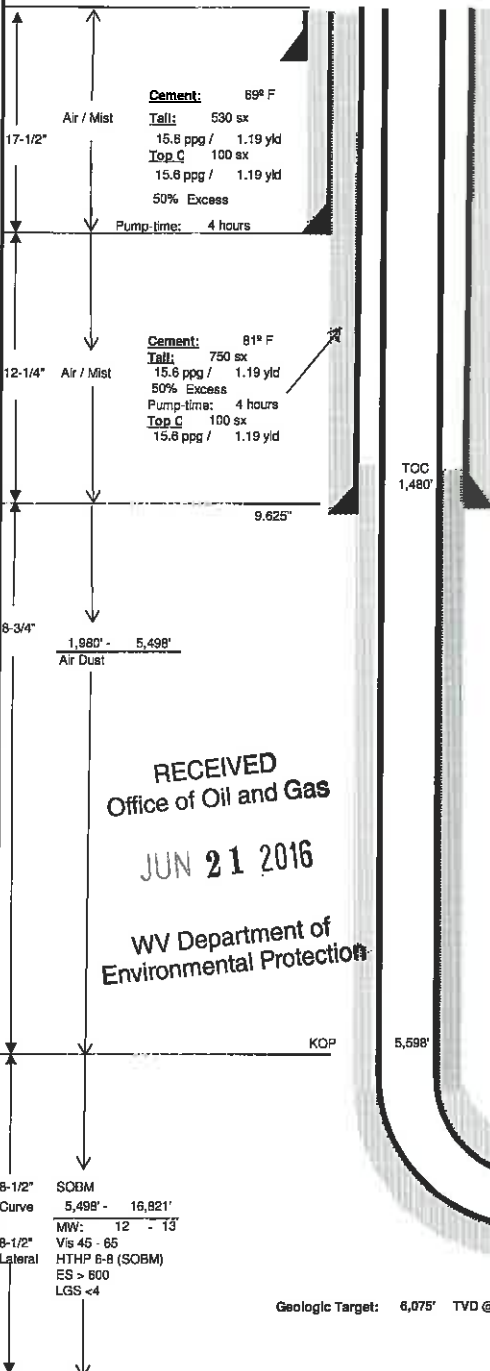 17-1/2"
Air / Mist
Cement: 69º F
Tail: 530 sx
15.6 ppg / 1.19 yld
Top C 100 sx
15.6 ppg / 1.19 yld
50% Excess
Pump-time: 4 hours
12-1/4"
Air / Mist
Cement: 81º F
Tail: 750 sx
15.6 ppg / 1.19 yld
50% Excess
Pump-time: 4 hours
Top C 100 sx
15.6 ppg / 1.19 yld
TOC
1,480'
9.625"
8-3/4"
1,980' - 5,498'
Air Dust
RECEIVED
Office of Oil and Gas
JUN 21 2016
WV Department of
Environmental Protection
KOP 5,598'
8-1/2" SOBM
Curve 5,498' - 16,821'
MW: 12 - 13
8-1/2" Vis 45 - 65
Lateral HTHP 6-8 (SOBM)
ES > 600
LGS <4
Geologic Target: 6,075' TVD @